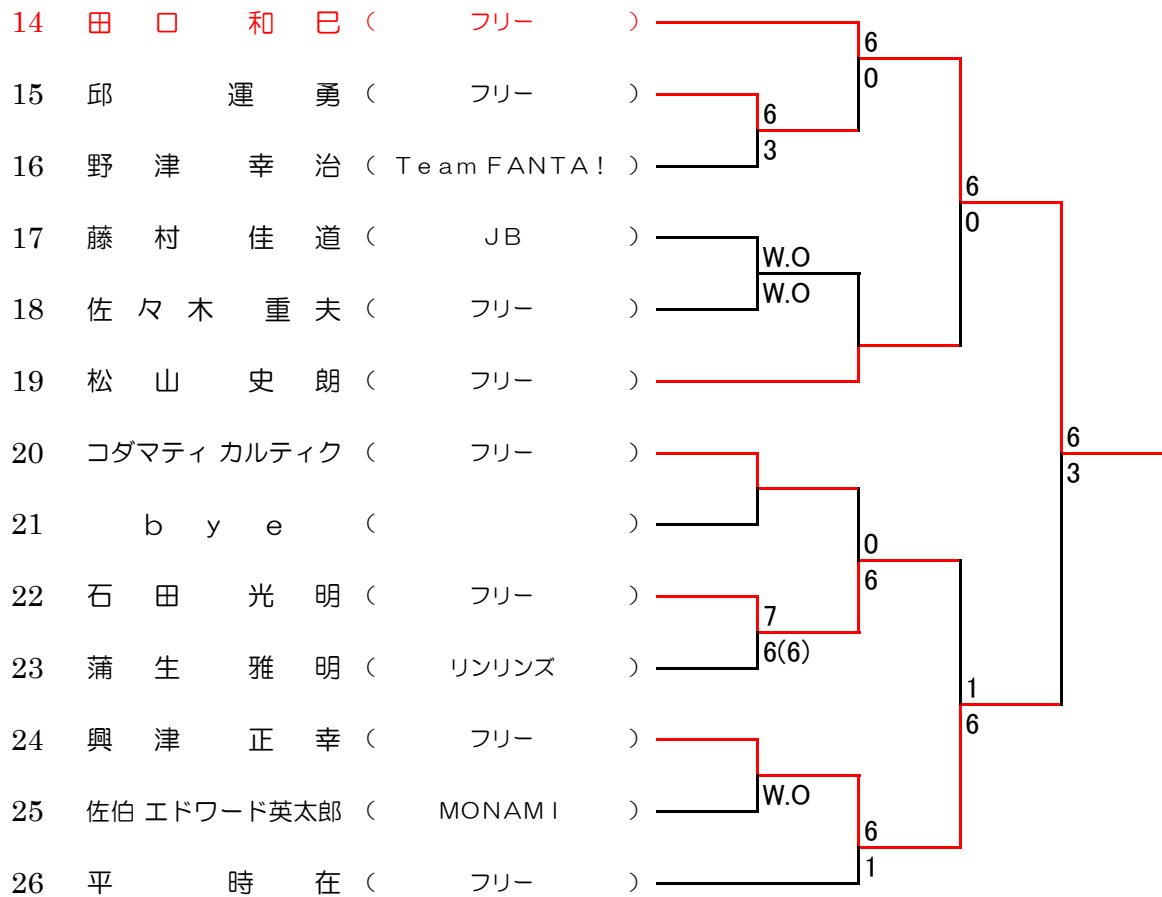 14 田口 和巳 ( フリー ) 6
0
15 邱 運勇 ( フリー ) 6
3
16 野津 幸治 ( Team FANTA! )
6
0
17 藤村 佳道 ( JB ) W.O
W.O
18 佐々木 重夫 ( フリー )
19 松山 史朗 ( フリー )
6
3
20 コダマティ カルティク ( フリー )
21 bye ( )
0
6
22 石田 光明 ( フリー ) 7
6(6)
23 蒲生 雅明 ( リンリンズ )
1
6
24 興津 正幸 ( フリー )
W.O
25 佐伯 エドワード英太郎 ( MONAMI )
6
1
26 平 時在 ( フリー )